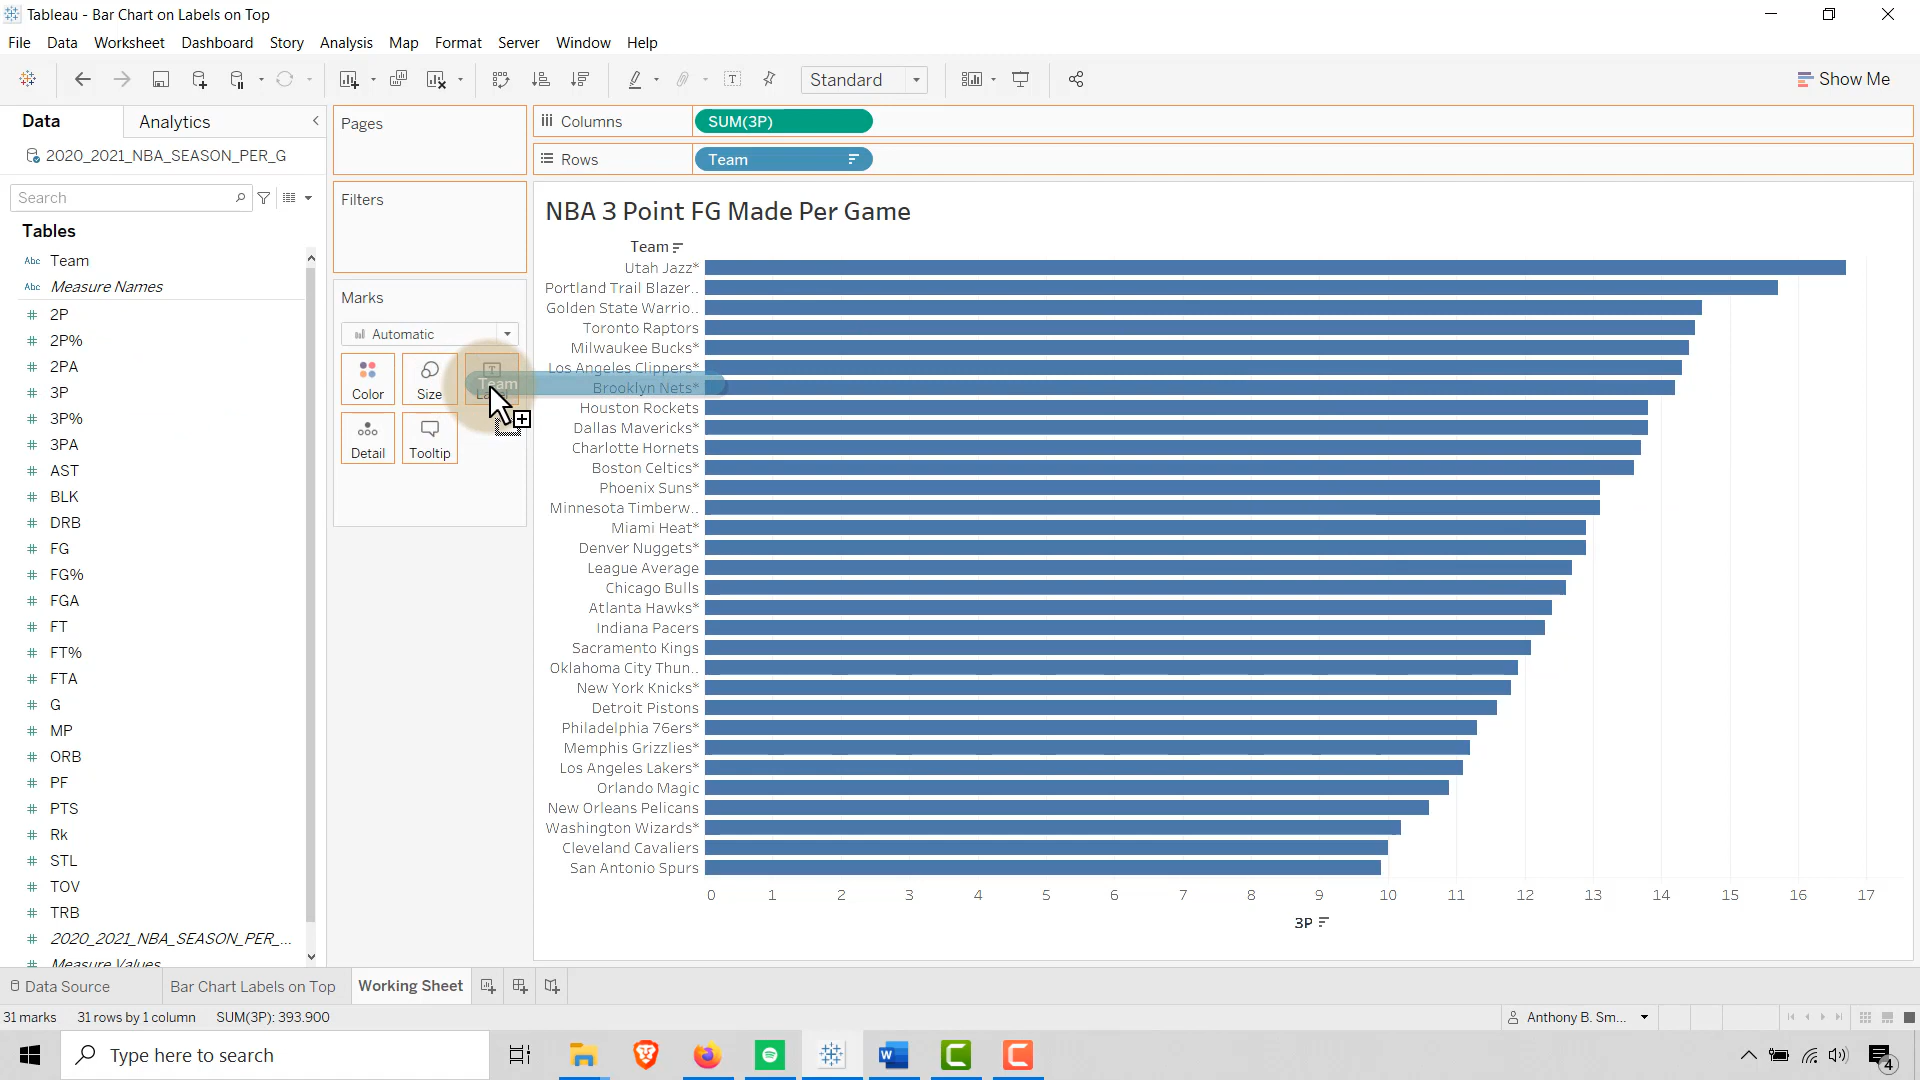 Tableau - Bar Chart on Labels on Top
File Data Worksheet Dashboard Story Analysis Map Format Server Window Help
Standard
Show Me
Data
Analytics
2020_2021_NBA_SEASON_PER_G
Search
Tables
Abc Team
Abc Measure Names
2P
2P%
2PA
3P
3P%
3PA
AST
BLK
DRB
FG
FG%
FGA
FT
FT%
FTA
G
MP
ORB
PF
PTS
Rk
STL
TOV
TRB
2020_2021_NBA_SEASON_PER_...
Measure Values
Pages
Filters
Marks
Automatic
Color
Size
Label
Detail
Tooltip
Team
Columns
SUM(3P)
Rows
Team
NBA 3 Point FG Made Per Game
Team
Utah Jazz*
Portland Trail Blazer..
Golden State Warrio..
Toronto Raptors
Milwaukee Bucks*
Los Angeles Clippers*
Brooklyn Nets*
Houston Rockets
Dallas Mavericks*
Charlotte Hornets
Boston Celtics*
Phoenix Suns*
Minnesota Timberw..
Miami Heat*
Denver Nuggets*
League Average
Chicago Bulls
Atlanta Hawks*
Indiana Pacers
Sacramento Kings
Oklahoma City Thun..
New York Knicks*
Detroit Pistons
Philadelphia 76ers*
Memphis Grizzlies*
Los Angeles Lakers*
Orlando Magic
New Orleans Pelicans
Washington Wizards*
Cleveland Cavaliers
San Antonio Spurs
0 1 2 3 4 5 6 7 8 9 10 11 12 13 14 15 16 17
3P
Data Source
Bar Chart Labels on Top
Working Sheet
31 marks
31 rows by 1 column
SUM(3P): 393.900
Anthony B. Sm...
Type here to search
4